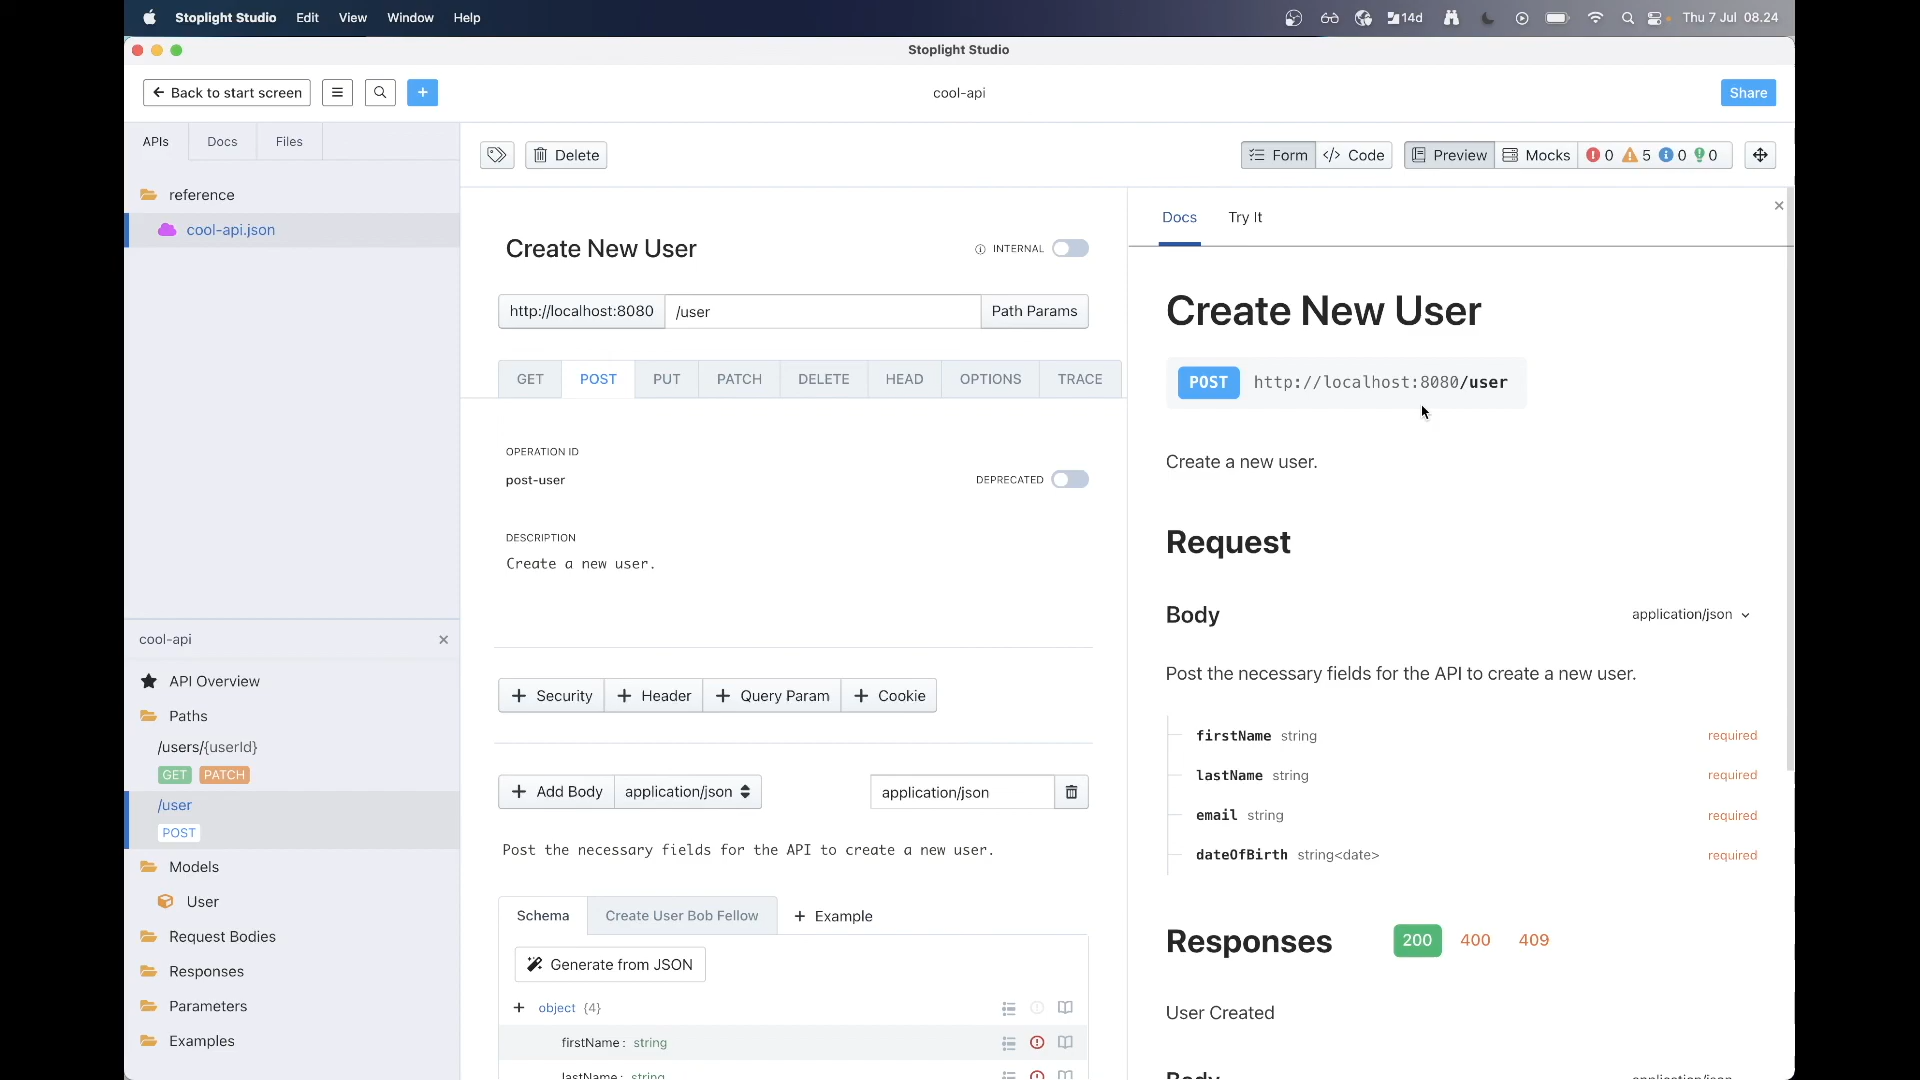 Stoplight Studio Edit View Window Help 14d Thu 7 Jul 08.24
Stoplight Studio
Back to start screen cool-api Share
APIs Docs Files
Delete Form </> Code Preview Mocks 0 5 0 0
reference
cool-api.json
cool-api
API Overview
Paths
/users/{userId}
GET PATCH
/user
POST
Models
User
Request Bodies
Responses
Parameters
Examples
Create New User INTERNAL
http://localhost:8080 /user Path Params
GET POST PUT PATCH DELETE HEAD OPTIONS TRACE
OPERATION ID
post-user DEPRECATED
DESCRIPTION
Create a new user.
+ Security + Header + Query Param + Cookie
+ Add Body application/json application/json
Post the necessary fields for the API to create a new user.
Schema Create User Bob Fellow + Example
Generate from JSON
+ object {4}
firstName: string
lastName: string
Docs Try It
Create New User
POST http://localhost:8080/user
Create a new user.
Request
Body application/json
Post the necessary fields for the API to create a new user.
firstName string required
lastName string required
email string required
dateOfBirth string<date> required
Responses 200 400 409
User Created
Body application/json